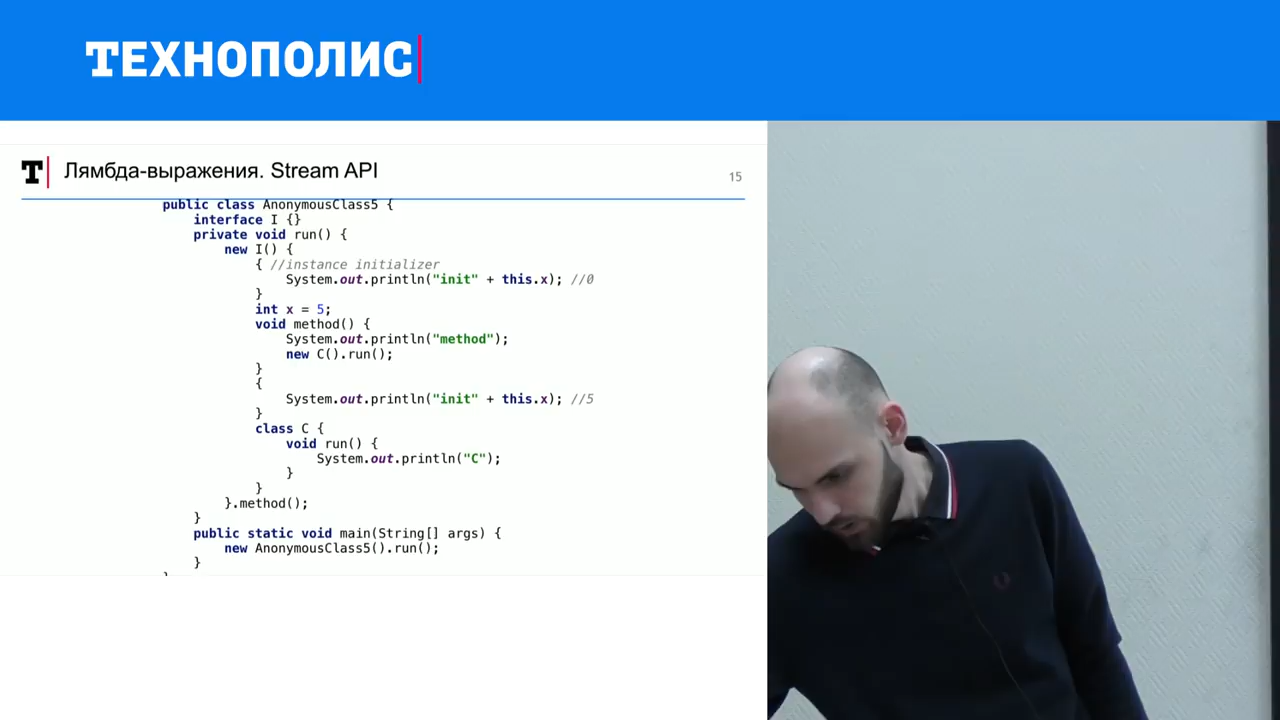 ТЕХНОПОЛИС
Т Лямбда-выражения. Stream API
15
public class AnonymousClass5 {
interface I {}
private void run() {
new I() {
{ //instance initializer
System.out.println("init" + this.x); //0
}
int x = 5;
void method() {
System.out.println("method");
new C().run();
}
{
System.out.println("init" + this.x); //5
}
class C {
void run() {
System.out.println("C");
}
}
}.method();
}
public static void main(String[] args) {
new AnonymousClass5().run();
}
}